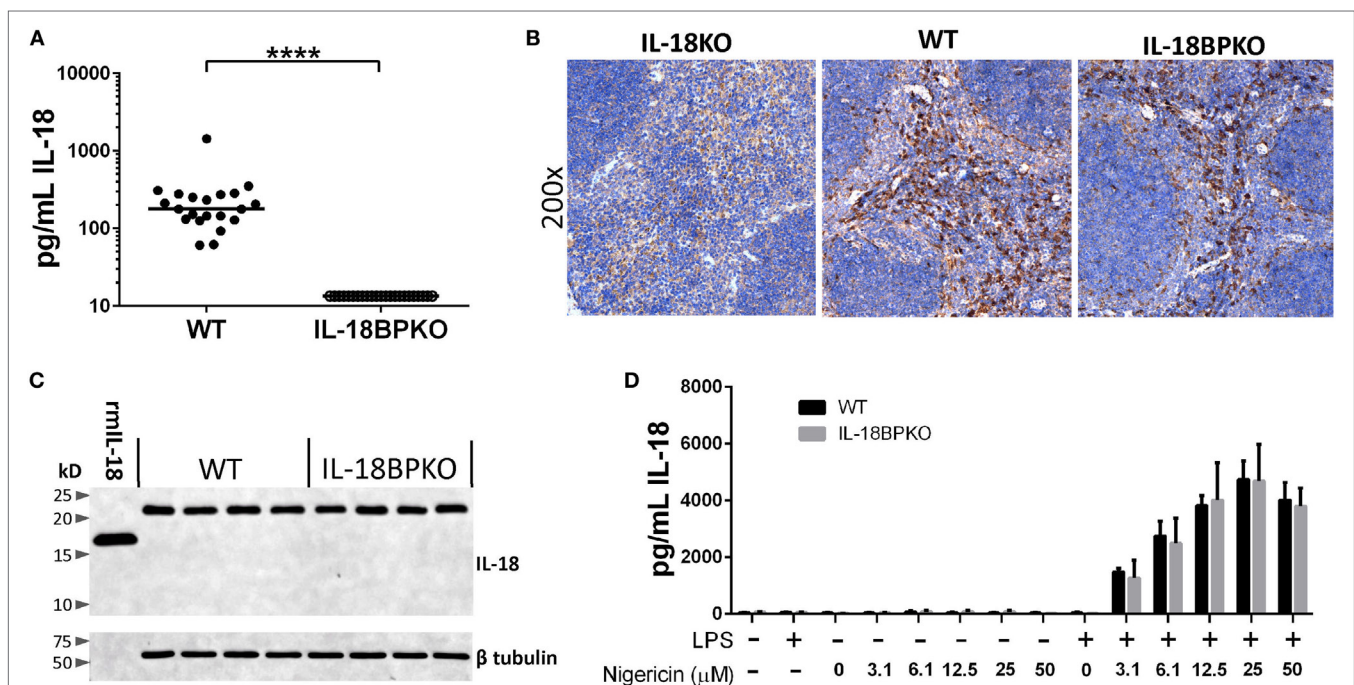 A
****
pg/mL IL-18
10000
1000
100
10
WT IL-18BPKO
B
IL-18KO WT IL-18BPKO
200x
C
rmIL-18
kD WT IL-18BPKO
25
20
15
10
IL-18
75
50
β tubulin
D
WT
IL-18BPKO
pg/mL IL-18
8000
6000
4000
2000
0
LPS − + − − − − − − + + + + + +
Nigericin (μM) − − 0 3.1 6.1 12.5 25 50 0 3.1 6.1 12.5 25 50